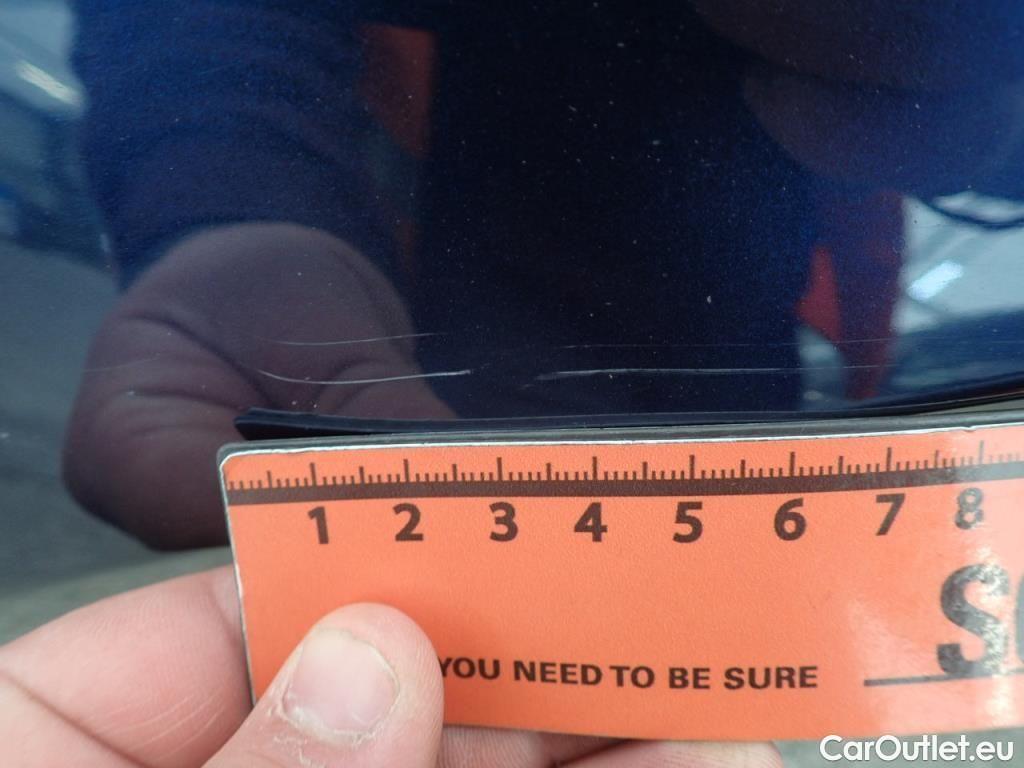 1 2 3 4 5 6 7 8
YOU NEED TO BE SURE
CarOutlet.eu